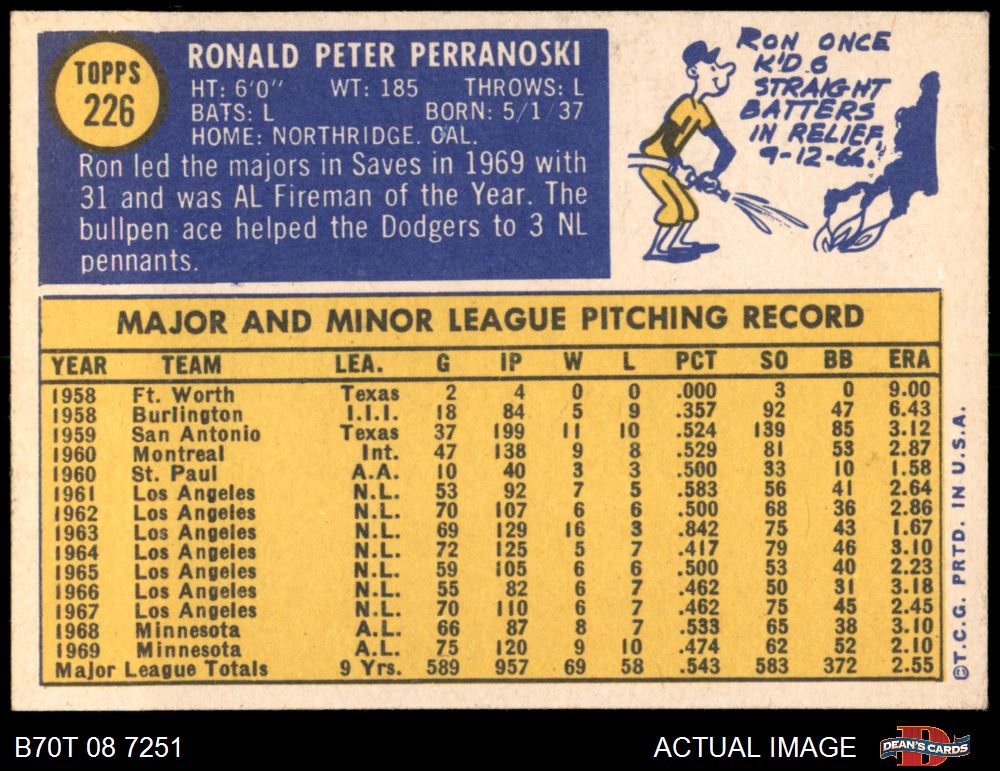 TOPPS
226
RONALD PETER PERRANOSKI
HT: 6'0" WT: 185 THROWS: L
BATS: L BORN: 5/1/37
HOME: NORTHRIDGE, CAL.
Ron led the majors in Saves in 1969 with
31 and was AL Fireman of the Year. The
bullpen ace helped the Dodgers to 3 NL
pennants.
RON ONCE
K'D 6
STRAIGHT
BATTERS
IN RELIEF,
9-12-66.
MAJOR AND MINOR LEAGUE PITCHING RECORD
YEAR TEAM LEA. G IP W L PCT SO BB ERA
1958 Ft. Worth Texas 2 4 0 0 .000 3 0 9.00
1958 Burlington I.I.I. 18 84 5 9 .357 92 47 6.43
1959 San Antonio Texas 37 199 11 10 .524 139 85 3.12
1960 Montreal Int. 47 138 9 8 .529 81 53 2.87
1960 St. Paul A.A. 10 40 3 3 .500 33 10 1.58
1961 Los Angeles N.L. 53 92 7 5 .583 56 41 2.64
1962 Los Angeles N.L. 70 107 6 6 .500 68 36 2.86
1963 Los Angeles N.L. 69 129 16 3 .842 75 43 1.67
1964 Los Angeles N.L. 72 125 5 7 .417 79 46 3.10
1965 Los Angeles N.L. 59 105 6 6 .500 53 40 2.23
1966 Los Angeles N.L. 55 82 6 7 .462 50 31 3.18
1967 Los Angeles N.L. 70 110 6 7 .462 75 45 2.45
1968 Minnesota A.L. 66 87 8 7 .533 65 38 3.10
1969 Minnesota A.L. 75 120 9 10 .474 62 52 2.10
Major League Totals 9 Yrs. 589 957 69 58 .543 583 372 2.55
©T.C.G. PRTD. IN U.S.A.
B70T 08 7251
ACTUAL IMAGE
DEAN'S CARDS